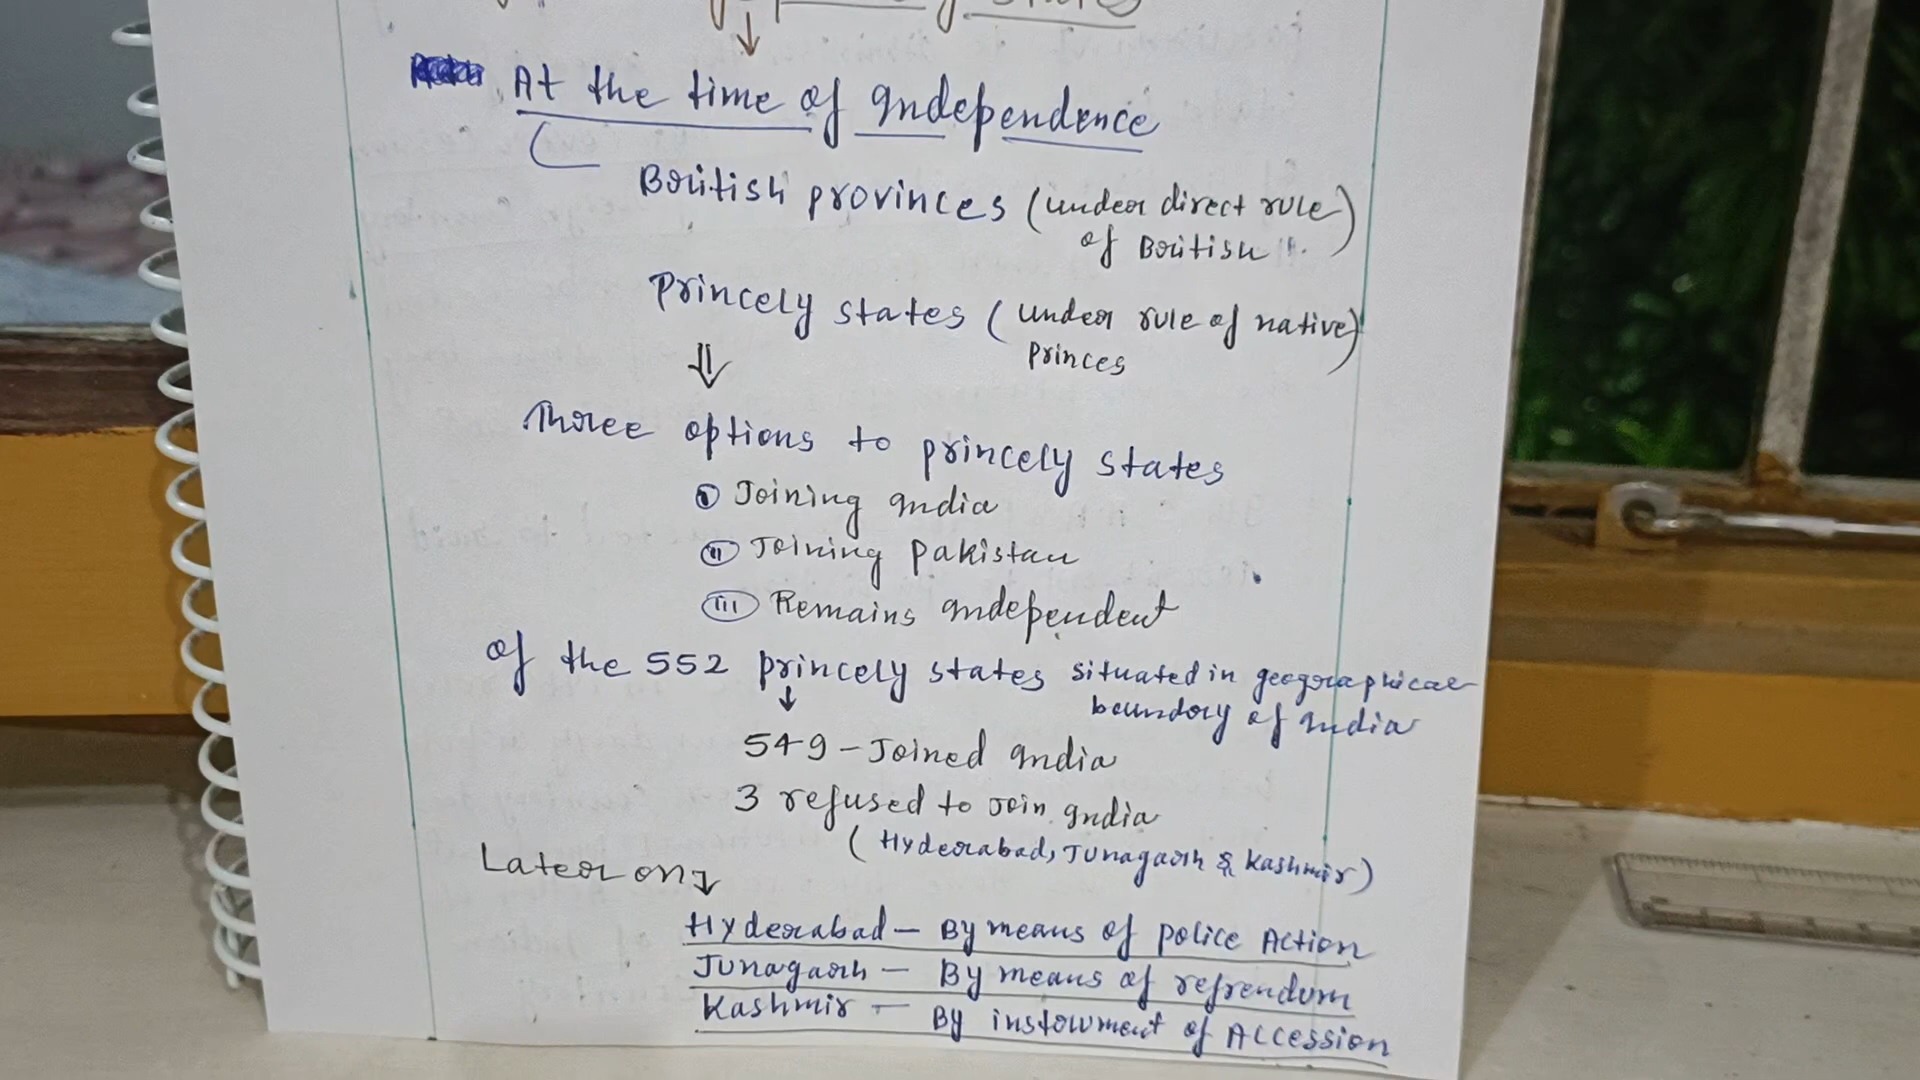 states
At the time of Independence
British provinces (under direct rule
of British)
Princely states (under rule of native)
Princes
Three options to princely states
(i) Joining India
(ii) Joining Pakistan
(iii) Remains Independent
of the 552 princely states situated in geographical
boundory of India
549 - Joined India
3 refused to Join India
(Hyderabad, Junagarh & Kashmir)
Later on
Hyderabad - By means of police Action
Junagarh - By means of refrendum
Kashmir - By instrument of Accession